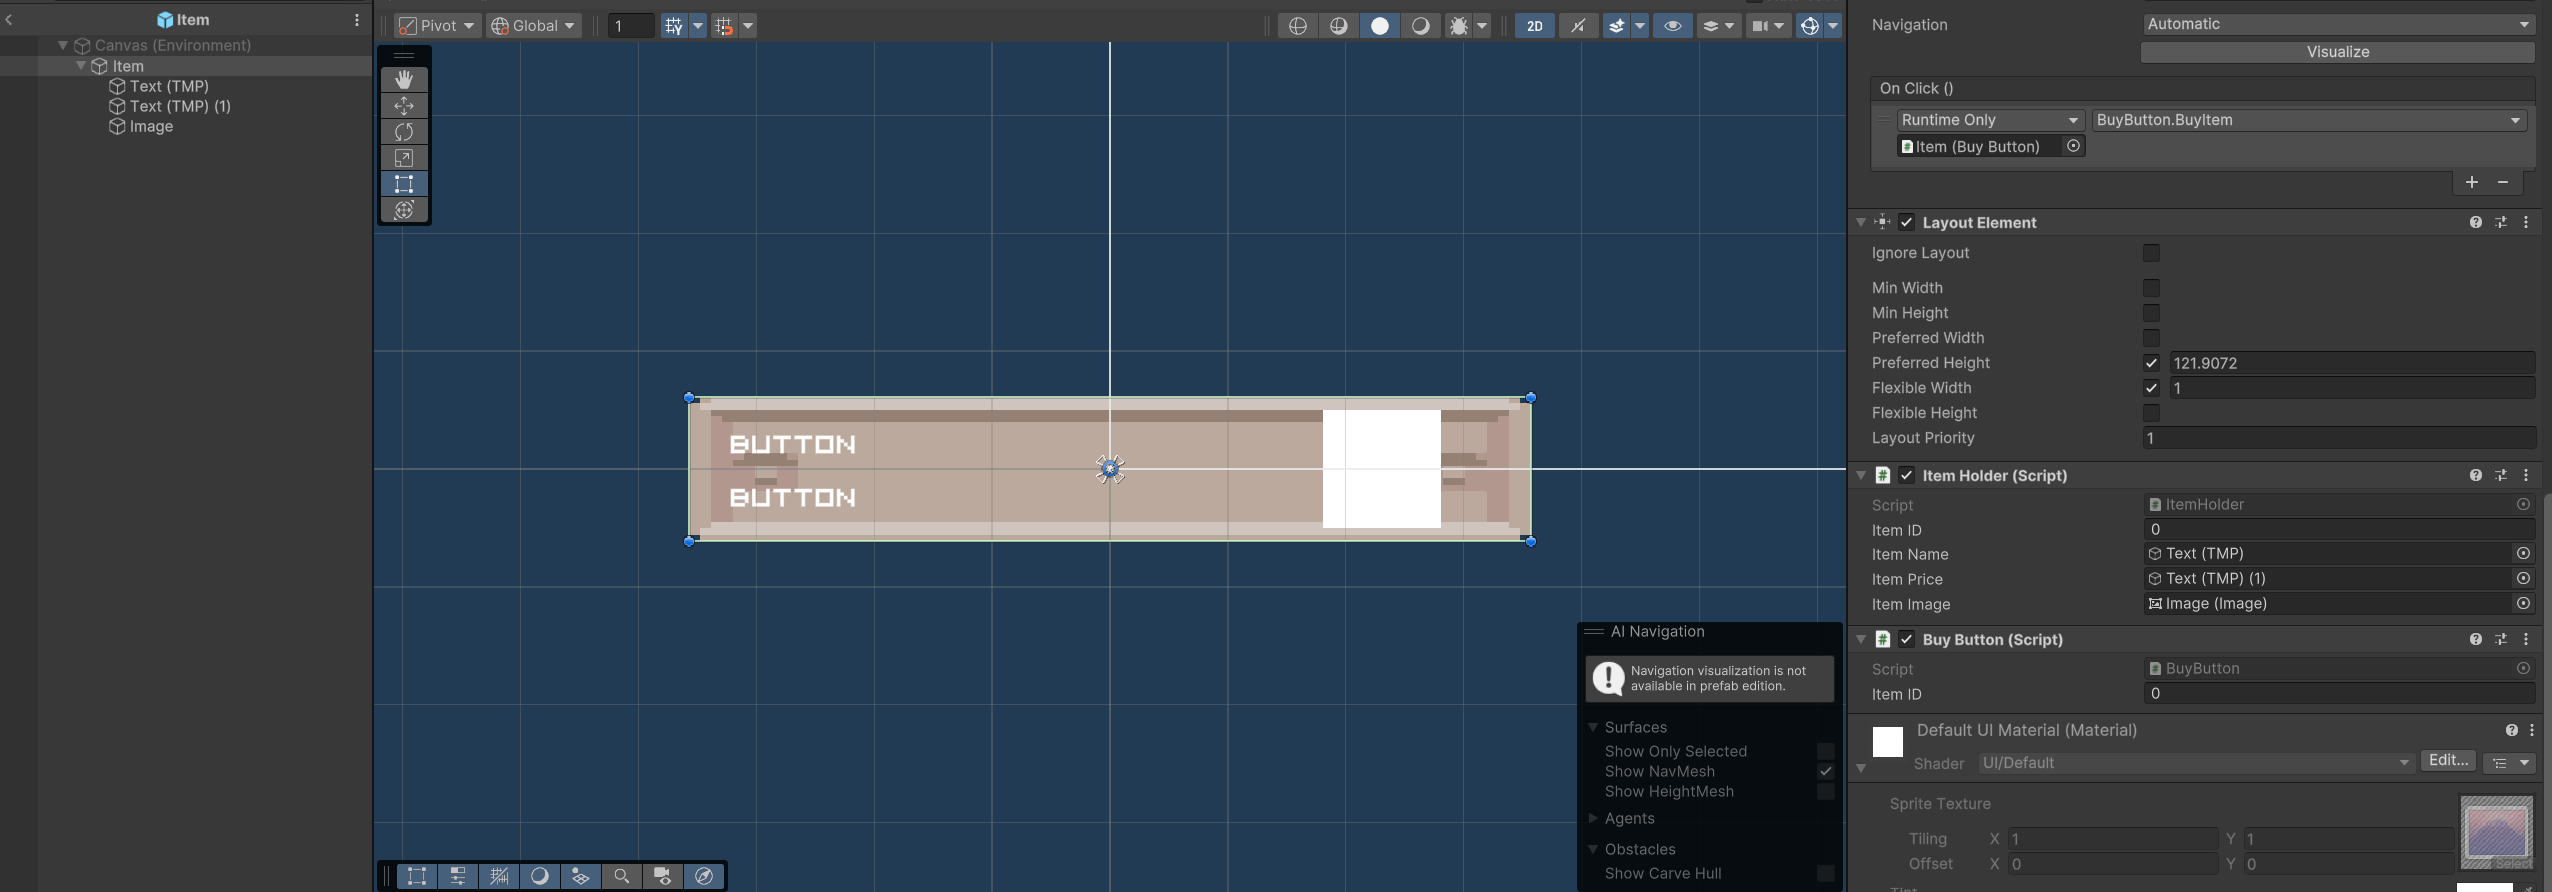 Item
Canvas (Environment)
Item
Text (TMP)
Text (TMP) (1)
Image
Pivot
Global
1
2D
BUTTON
BUTTON
AI Navigation
Navigation visualization is not
available in prefab edition.
Surfaces
Show Only Selected
Show NavMesh
Show HeightMesh
Agents
Obstacles
Show Carve Hull
Navigation
Automatic
Visualize
On Click ()
Runtime Only
BuyButton.BuyItem
Item (Buy Button)
Layout Element
Ignore Layout
Min Width
Min Height
Preferred Width
Preferred Height
121.9072
Flexible Width
1
Flexible Height
Layout Priority
1
Item Holder (Script)
Script
ItemHolder
Item ID
0
Item Name
Text (TMP)
Item Price
Text (TMP) (1)
Item Image
Image (Image)
Buy Button (Script)
Script
BuyButton
Item ID
0
Default UI Material (Material)
Shader
UI/Default
Edit...
Sprite Texture
Tiling
X 1
Y 1
Offset
X 0
Y 0
Select